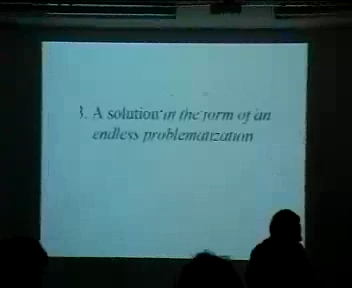 3. A solution in the form of an
endless problematization